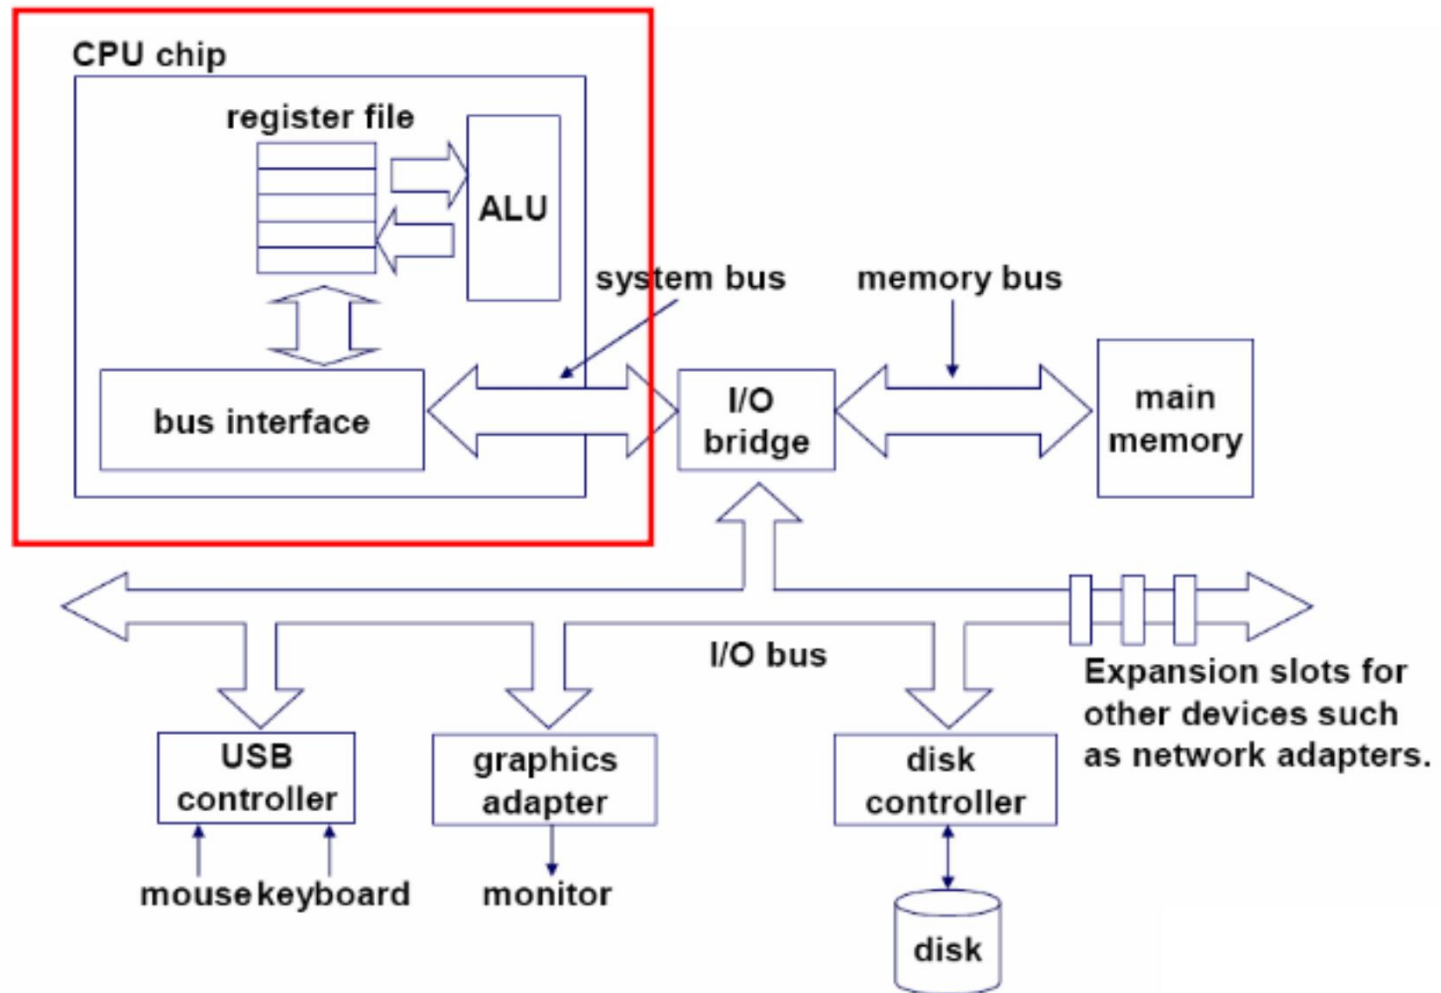 CPU chip
register file
ALU
system bus
memory bus
bus interface
I/O
bridge
main
memory
I/O bus
Expansion slots for
other devices such
as network adapters.
USB
controller
graphics
adapter
disk
controller
mouse keyboard
monitor
disk